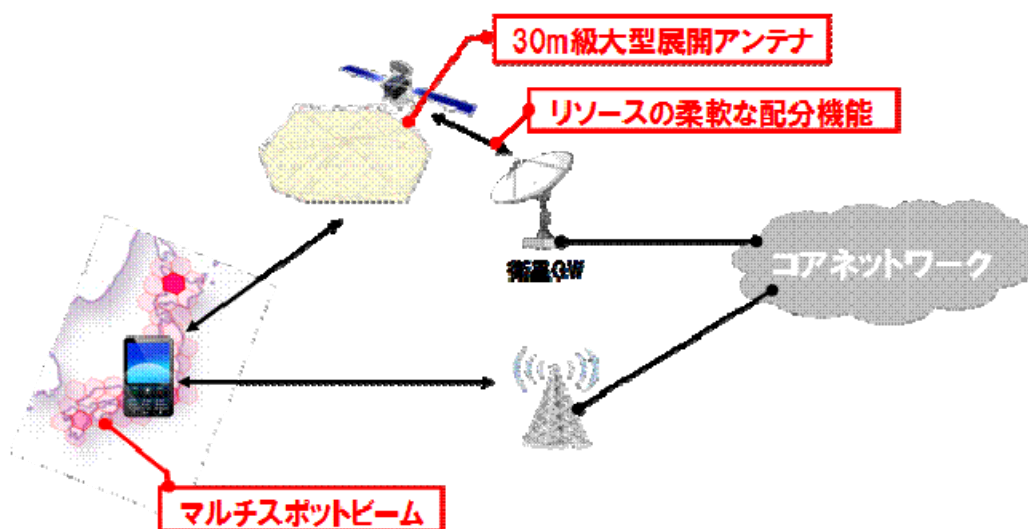 30m級大型展開アンテナ
リソースの柔軟な配分機能
衛星GW
コアネットワーク
マルチスポットビーム